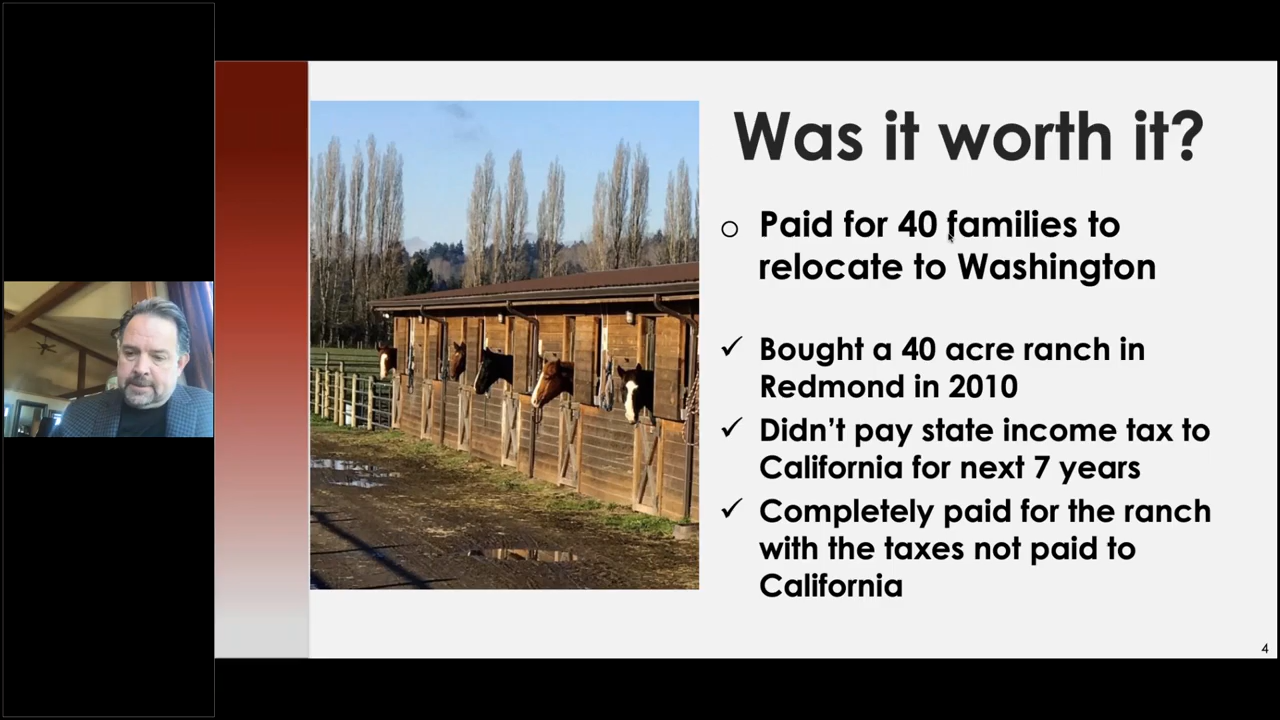 Was it worth it?
o Paid for 40 families to
relocate to Washington
✓ Bought a 40 acre ranch in
Redmond in 2010
✓ Didn’t pay state income tax to
California for next 7 years
✓ Completely paid for the ranch
with the taxes not paid to
California
4